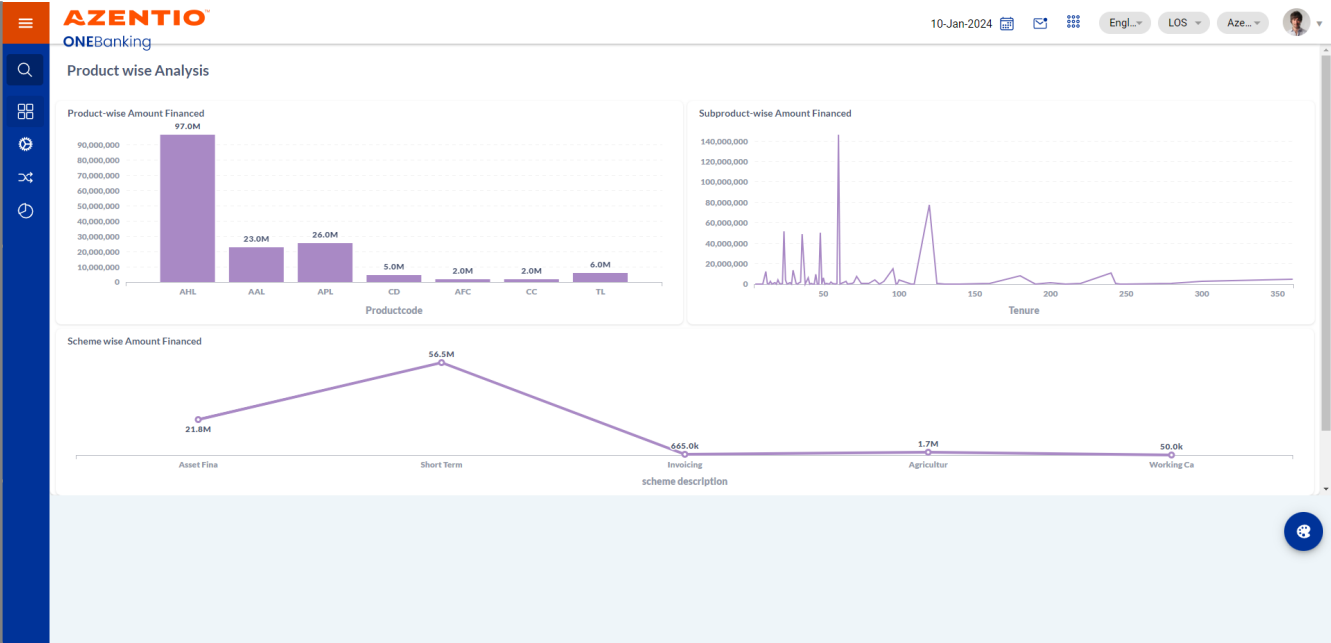 AZENTIO™
ONEBanking
10-Jan-2024
Engl...
LOS
Aze...
Product wise Analysis
Product-wise Amount Financed
97.0M
90,000,000
80,000,000
70,000,000
60,000,000
50,000,000
40,000,000
30,000,000
20,000,000
10,000,000
0
23.0M
26.0M
5.0M
2.0M
2.0M
6.0M
AHL AAL APL CD AFC CC TL
Productcode
Subproduct-wise Amount Financed
140,000,000
120,000,000
100,000,000
80,000,000
60,000,000
40,000,000
20,000,000
0
50 100 150 200 250 300 350
Tenure
Scheme wise Amount Financed
56.5M
21.8M
665.0k
1.7M
50.0k
Asset Fina Short Term Invoicing Agricultur Working Ca
scheme description